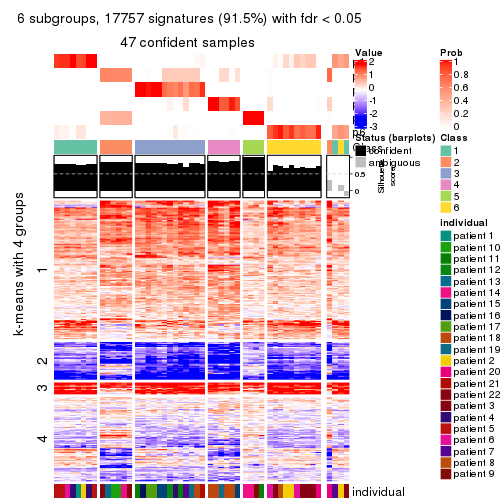 6 subgroups, 17757 signatures (91.5%) with fdr < 0.05
47 confident samples
k-means with 4 groups
1
2
3
4
Value
2
1
0
-1
-2
-3
Prob
1
0.8
0.6
0.4
0.2
0
Status (barplots)
confident
ambiguous
Class
1
2
3
4
5
6
1
0.5
0
Silhouette
score
individual
patient 1
patient 10
patient 11
patient 12
patient 13
patient 14
patient 15
patient 16
patient 17
patient 18
patient 19
patient 2
patient 20
patient 21
patient 22
patient 3
patient 4
patient 5
patient 6
patient 7
patient 8
patient 9
individual